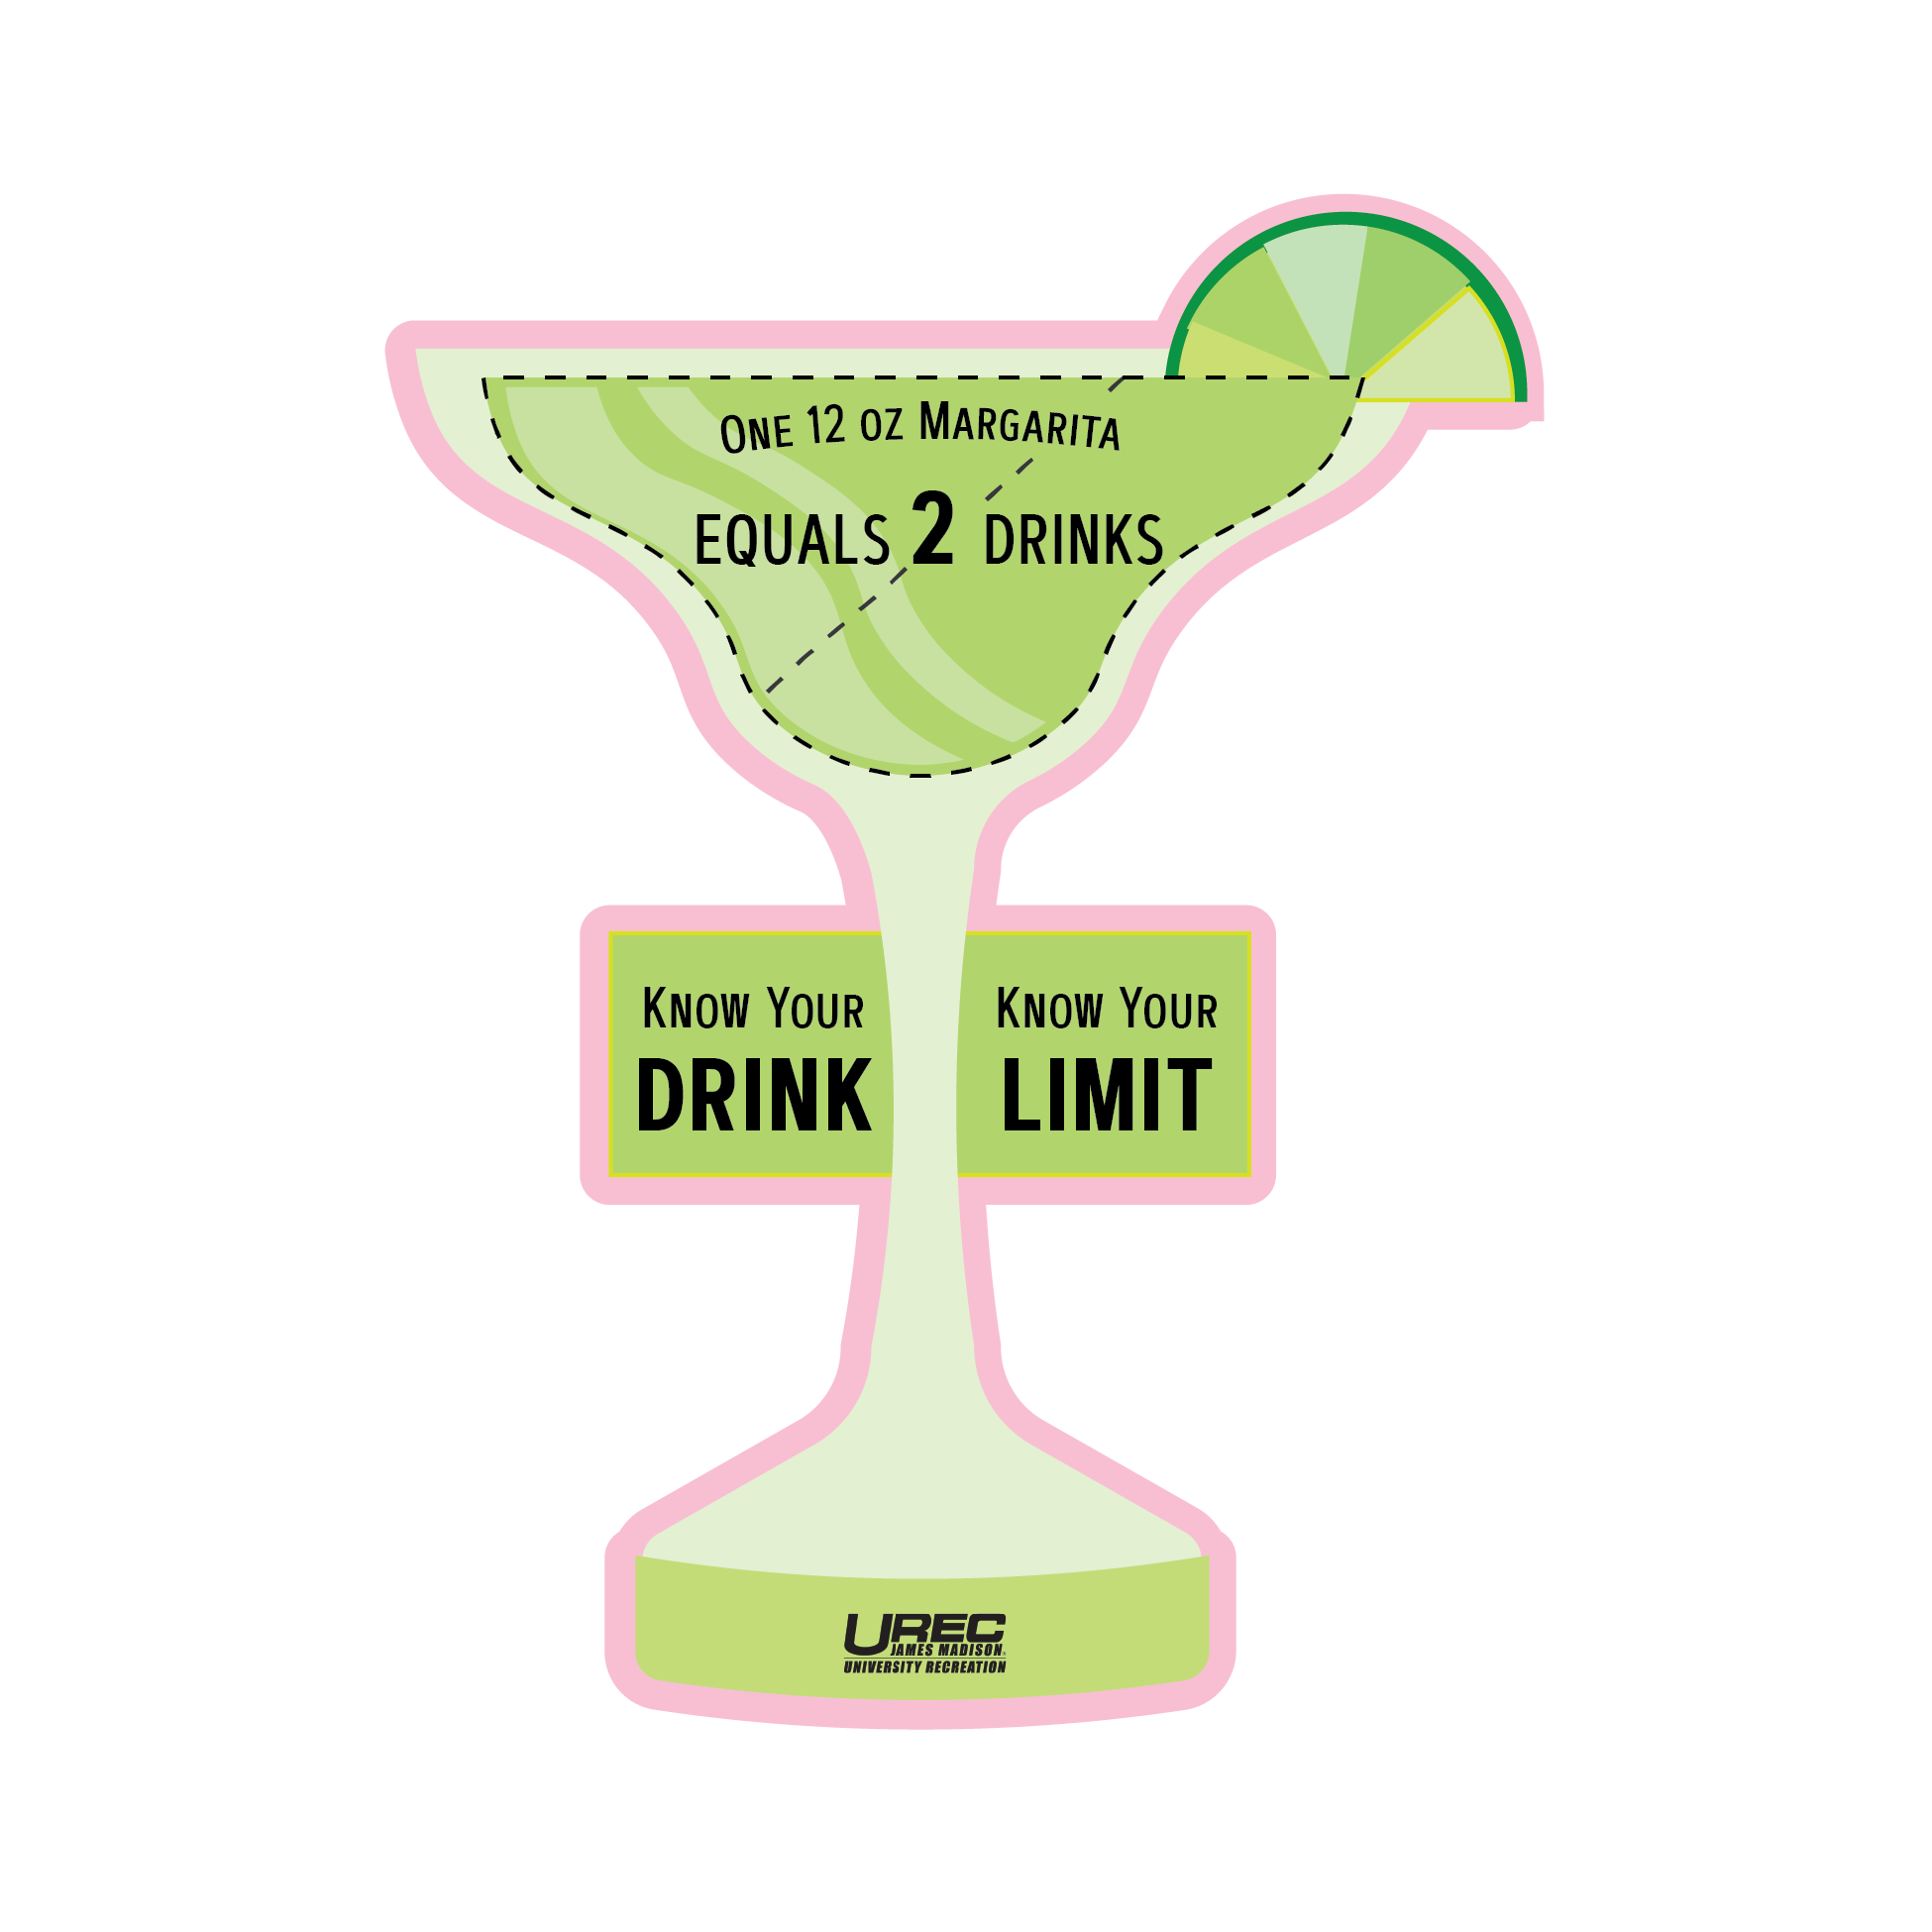 One 12 oz Margarita
equals 2 drinks
Know Your
DRINK
Know Your
LIMIT
UREC
JAMES MADISON
UNIVERSITY RECREATION